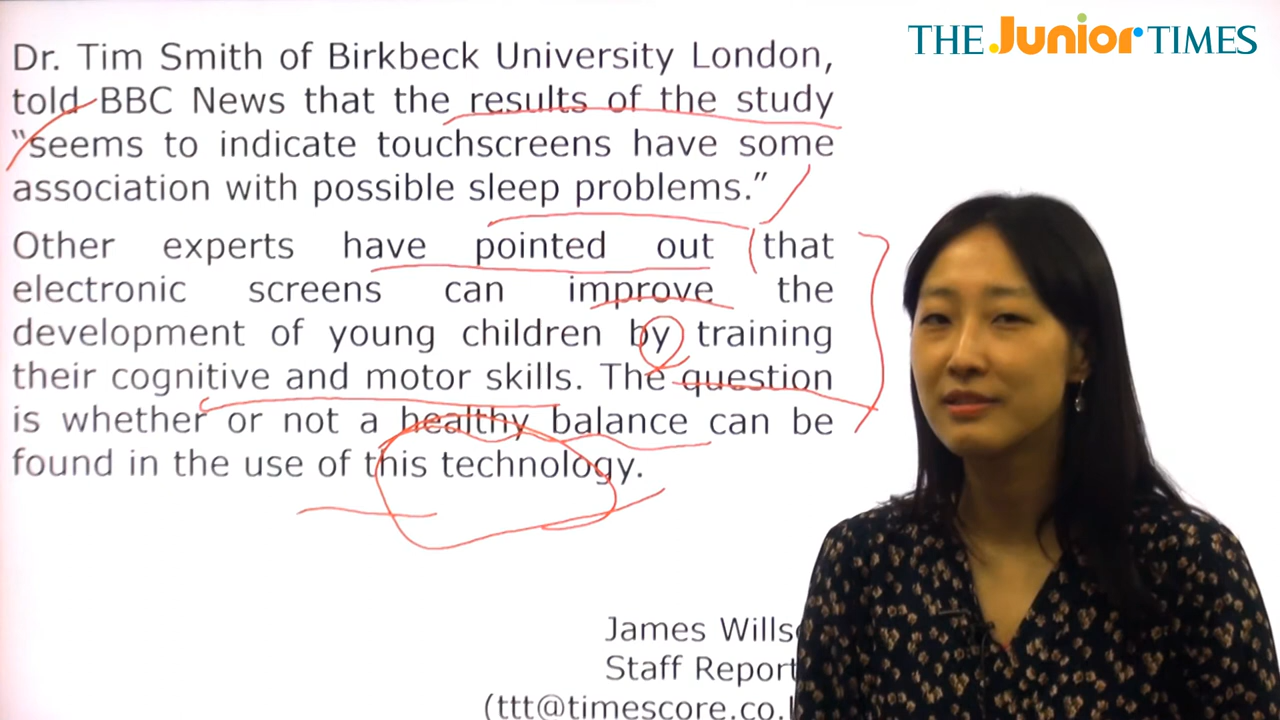 THE Junior TIMES
Dr. Tim Smith of Birkbeck University London,
told BBC News that the results of the study
“seems to indicate touchscreens have some
association with possible sleep problems.”
Other experts have pointed out that
electronic screens can improve the
development of young children by training
their cognitive and motor skills. The question
is whether or not a healthy balance can be
found in the use of this technology.
James
Staff